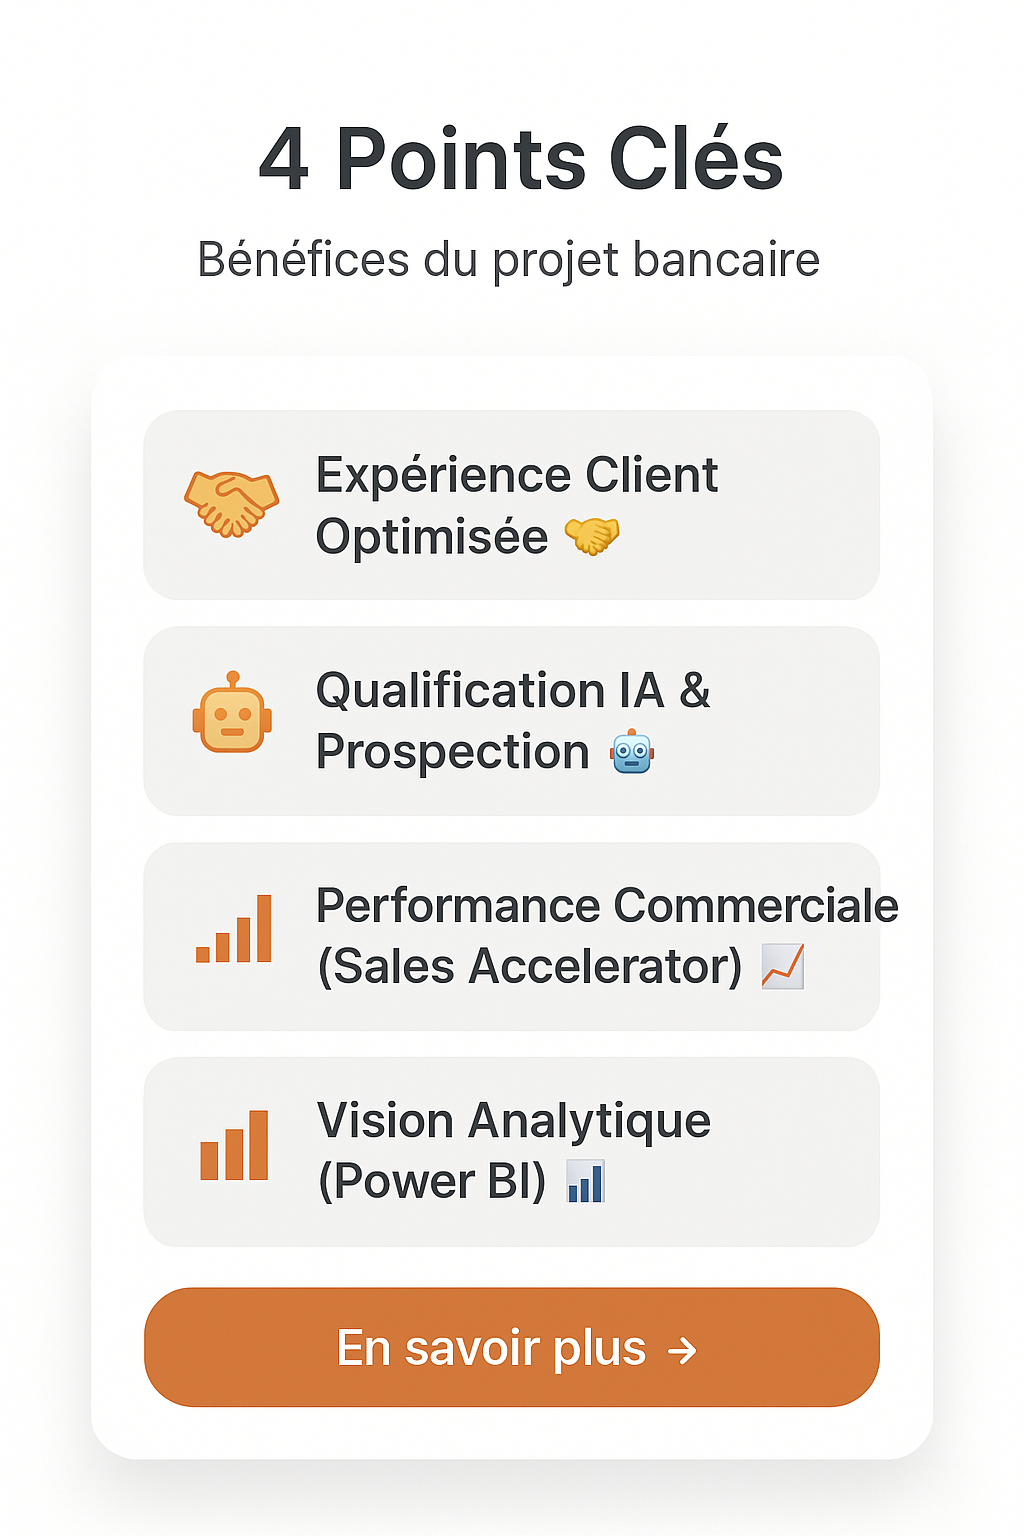 4 Points Clés
Bénéfices du projet bancaire
Expérience Client
Optimisée 🤝
Qualification IA &
Prospection 🤖
Performance Commerciale
(Sales Accelerator) 📈
Vision Analytique
(Power BI) 📊
En savoir plus →